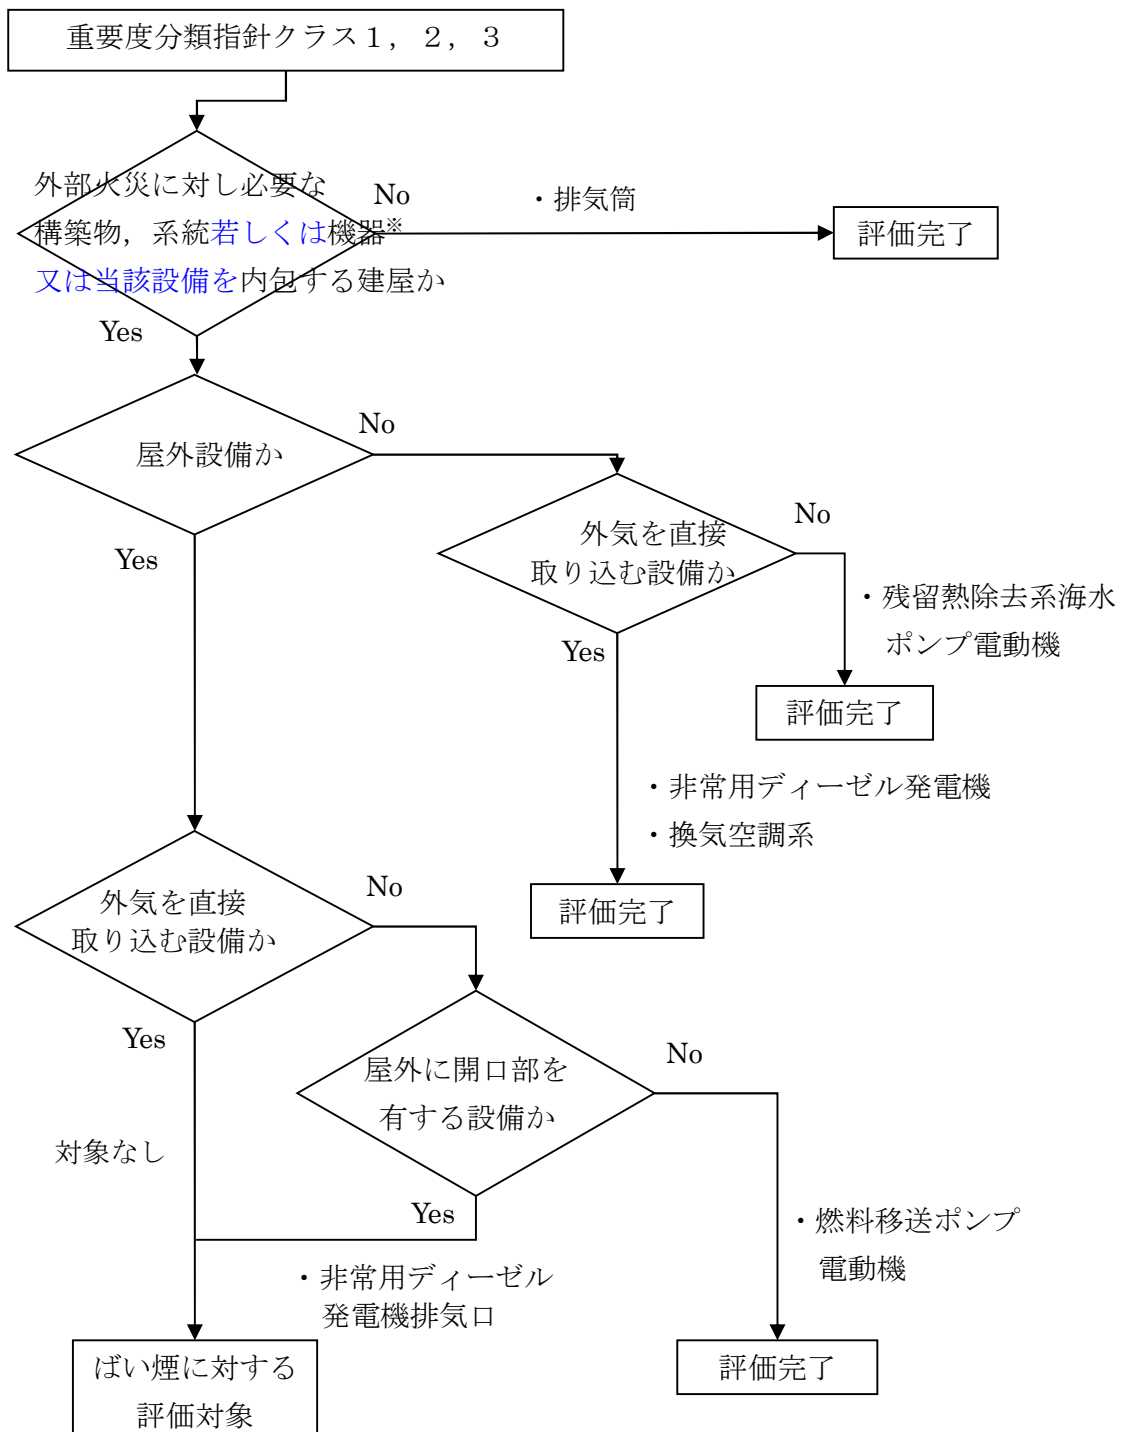 重要度分類指針クラス１，２，３
外部火災に対し必要な
構築物，系統若しくは機器※
又は当該設備を内包する建屋か
No
・排気筒
評価完了
Yes
屋外設備か
No
Yes
外気を直接
取り込む設備か
No
・残留熱除去系海水
ポンプ電動機
評価完了
Yes
・非常用ディーゼル発電機
・換気空調系
評価完了
外気を直接
取り込む設備か
No
Yes
屋外に開口部を
有する設備か
No
対象なし
Yes
・燃料移送ポンプ
電動機
・非常用ディーゼル
発電機排気口
ばい煙に対する
評価対象
評価完了